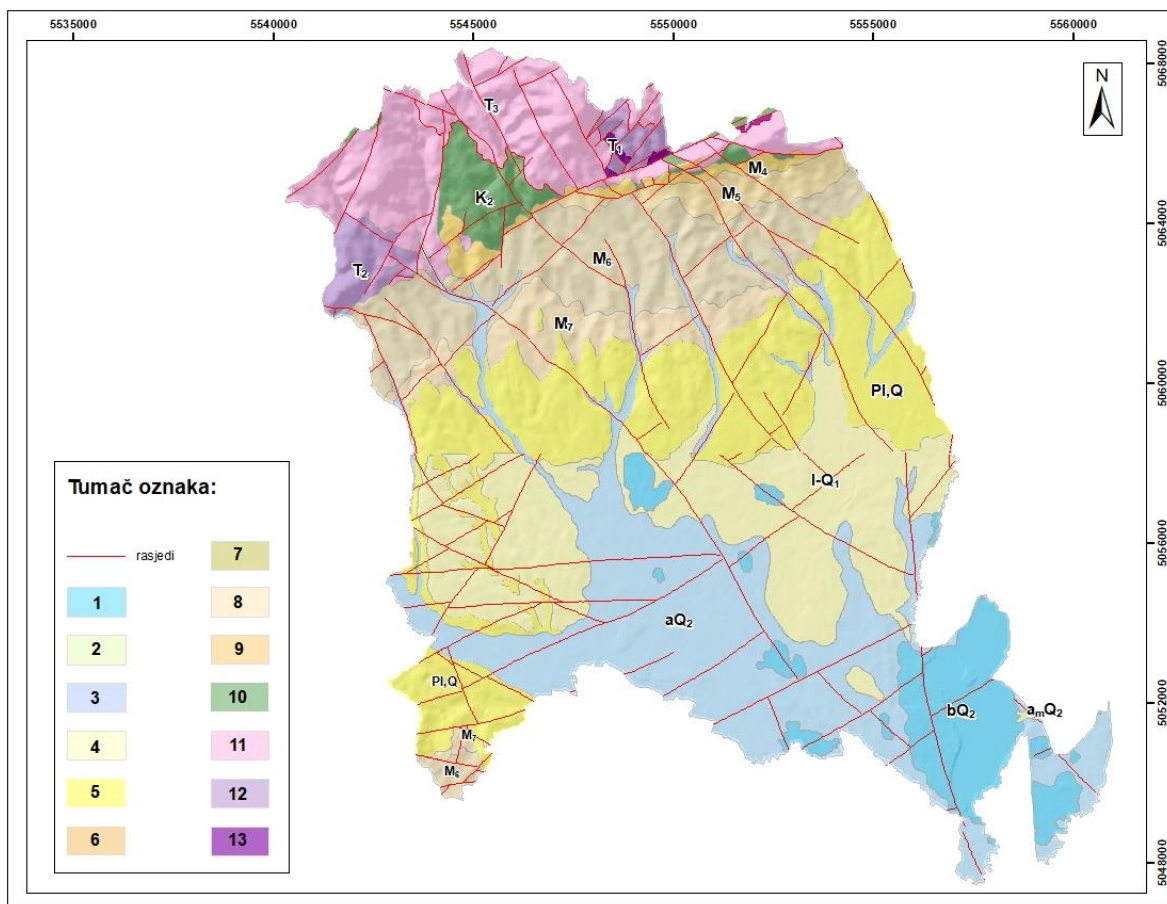 5535000 5540000 5545000 5550000 5555000 5560000
5068000
N
T₃
T₁
M₄
M₅
K₂
5064000
M₆
T₂
M₇
5060000
Pl,Q
l-Q₁
5056000
aQ₂
Pl,Q
bQ₂
aₘQ₂
5052000
M₇
M₆
5048000
Tumač oznaka:
rasjedi
7
1
8
2
9
3
10
4
11
5
12
6
13